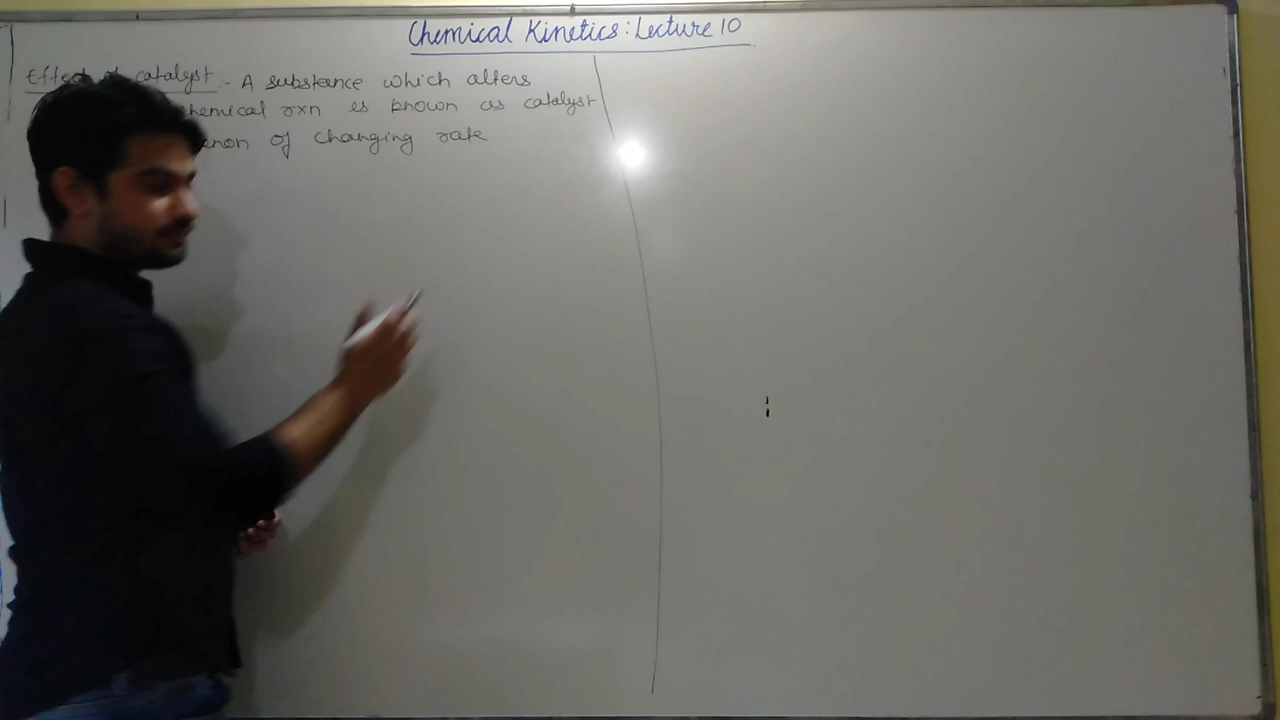 Chemical Kinetics: Lecture 10
Effect of catalyst :- A substance which alters
chemical rxn is known as catalyst
of changing rate